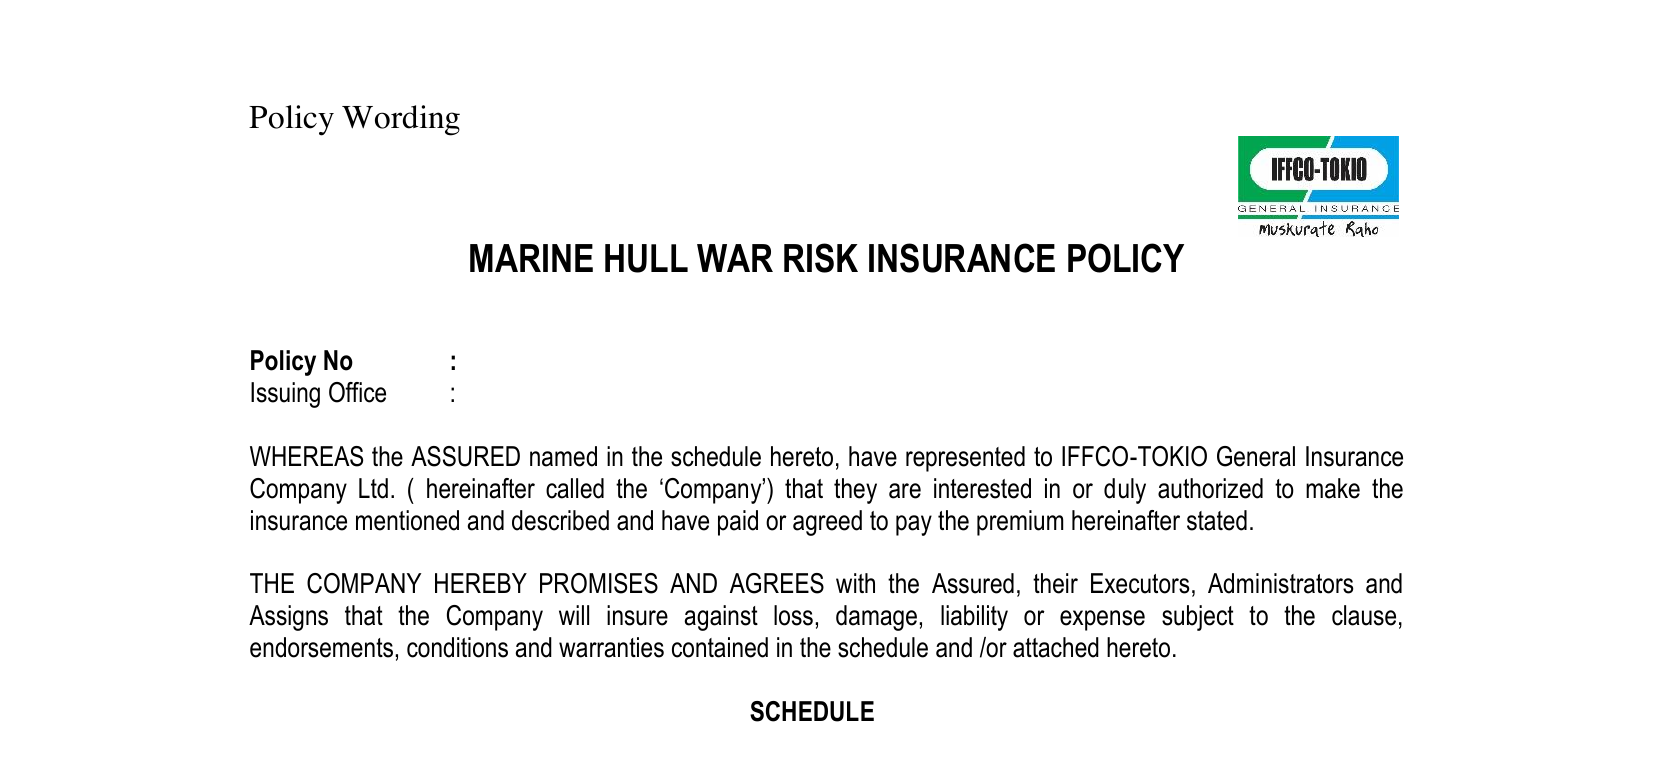 Policy Wording
IFFCO-TOKIO
GENERAL INSURANCE
Muskurate Raho
MARINE HULL WAR RISK INSURANCE POLICY
Policy No :
Issuing Office :
WHEREAS the ASSURED named in the schedule hereto, have represented to IFFCO-TOKIO General Insurance
Company Ltd. ( hereinafter called the ‘Company’) that they are interested in or duly authorized to make the
insurance mentioned and described and have paid or agreed to pay the premium hereinafter stated.
THE COMPANY HEREBY PROMISES AND AGREES with the Assured, their Executors, Administrators and
Assigns that the Company will insure against loss, damage, liability or expense subject to the clause,
endorsements, conditions and warranties contained in the schedule and /or attached hereto.
SCHEDULE